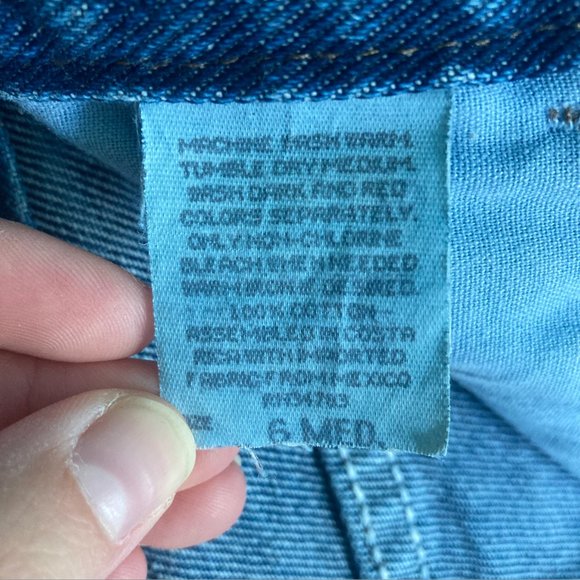 MACHINE WASH WARM.
TUMBLE DRY MEDIUM.
WASH DARK AND RED
COLORS SEPARATELY.
ONLY NON-CHLORINE
BLEACH WHEN NEEDED
WARM IRON IF DESIRED.
100% COTTON
ASSEMBLED IN COSTA
RICA WITH IMPORTED
FABRIC FROM MEXICO
6 MED.